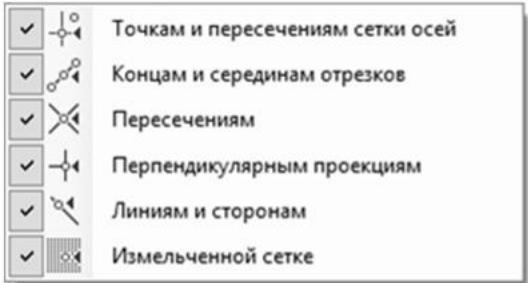 Точкам и пересечениям сетки осей
Концам и серединам отрезков
Пересечениям
Перпендикулярным проекциям
Линиям и сторонам
Измельченной сетке